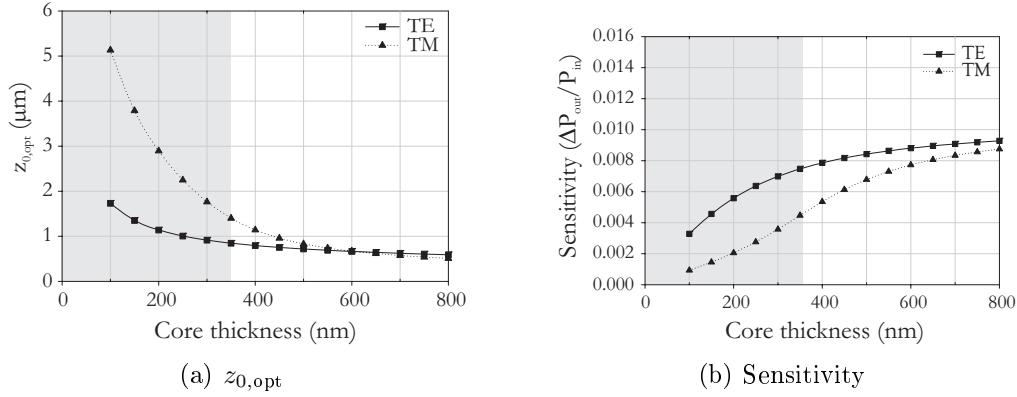 6
5
4
3
2
1
0
z0,opt (μm)
TE
TM
0 200 400 600 800
Core thickness (nm)
(a) z0,opt
0.016
0.014
0.012
0.010
0.008
0.006
0.004
0.002
0.000
Sensitivity (ΔPout/Pin)
TE
TM
0 200 400 600 800
Core thickness (nm)
(b) Sensitivity